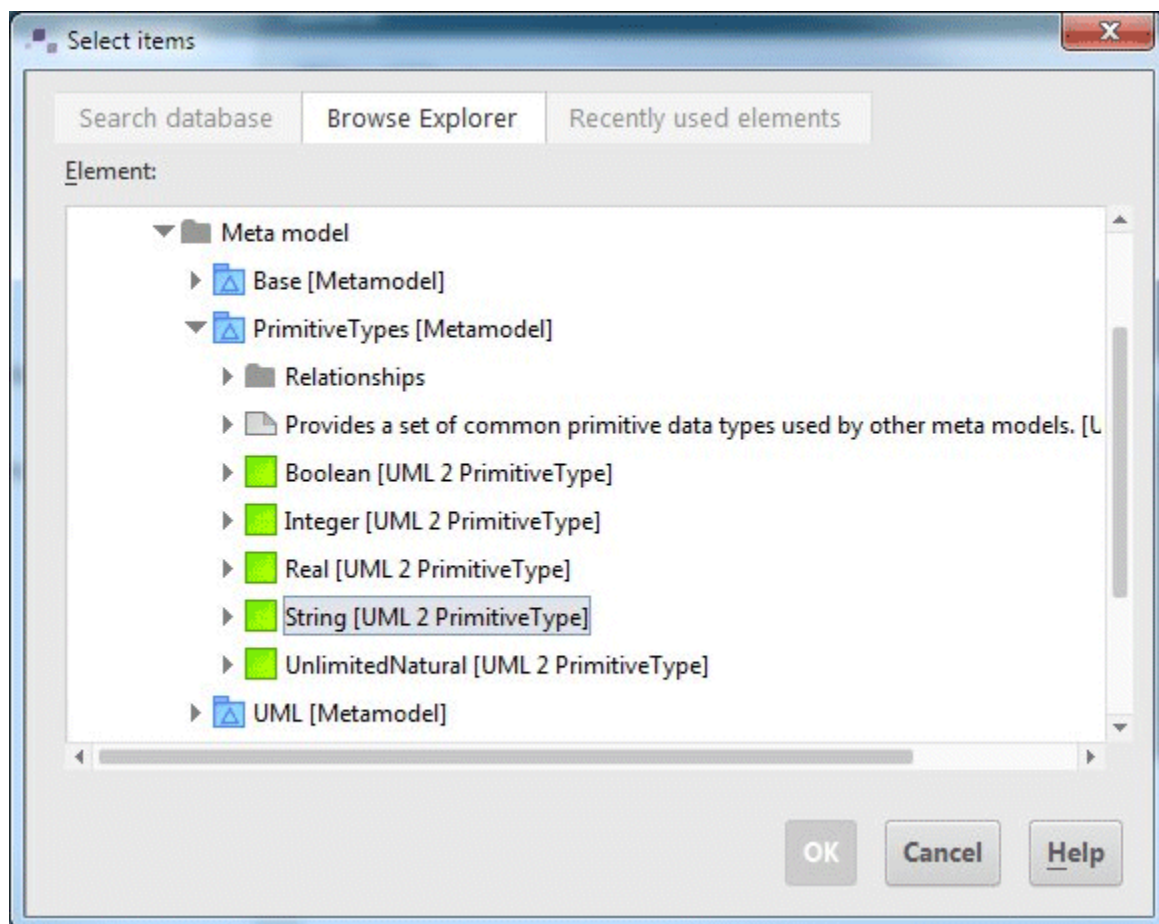 Select items
Search database Browse Explorer Recently used elements
Element:
Meta model
Base [Metamodel]
PrimitiveTypes [Metamodel]
Relationships
Provides a set of common primitive data types used by other meta models. [U
Boolean [UML 2 PrimitiveType]
Integer [UML 2 PrimitiveType]
Real [UML 2 PrimitiveType]
String [UML 2 PrimitiveType]
UnlimitedNatural [UML 2 PrimitiveType]
UML [Metamodel]
OK Cancel Help